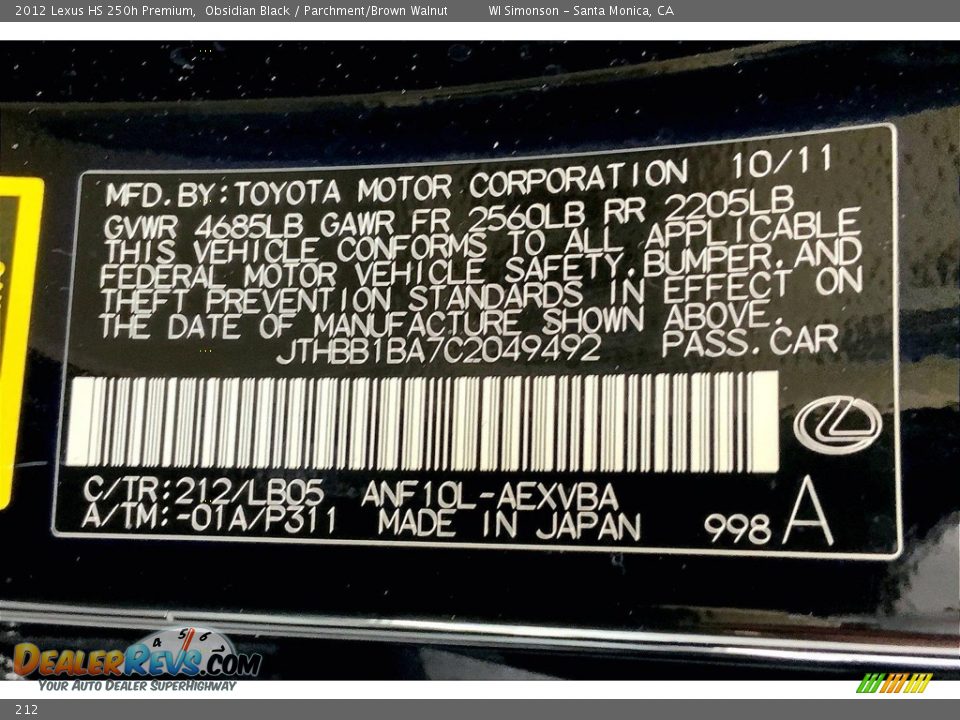 2012 Lexus HS 250h Premium,  Obsidian Black / Parchment/Brown Walnut  WI Simonson - Santa Monica, CA
MFD.BY:TOYOTA MOTOR CORPORATION 10/11
GVWR 4685LB GAWR FR 2560LB RR 2205LB
THIS VEHICLE CONFORMS TO ALL APPLICABLE
FEDERAL MOTOR VEHICLE SAFETY,BUMPER,AND
THEFT PREVENTION STANDARDS IN EFFECT ON
THE DATE OF MANUFACTURE SHOWN ABOVE.
JTHBB1BA7C2049492 PASS.CAR
C/TR:212/LB05 ANF10L-AEXVBA
A/TM:-01A/P311 MADE IN JAPAN 998 A
4 5 6
DEALERREVS.COM
YOUR AUTO DEALER SUPERHIGHWAY
212